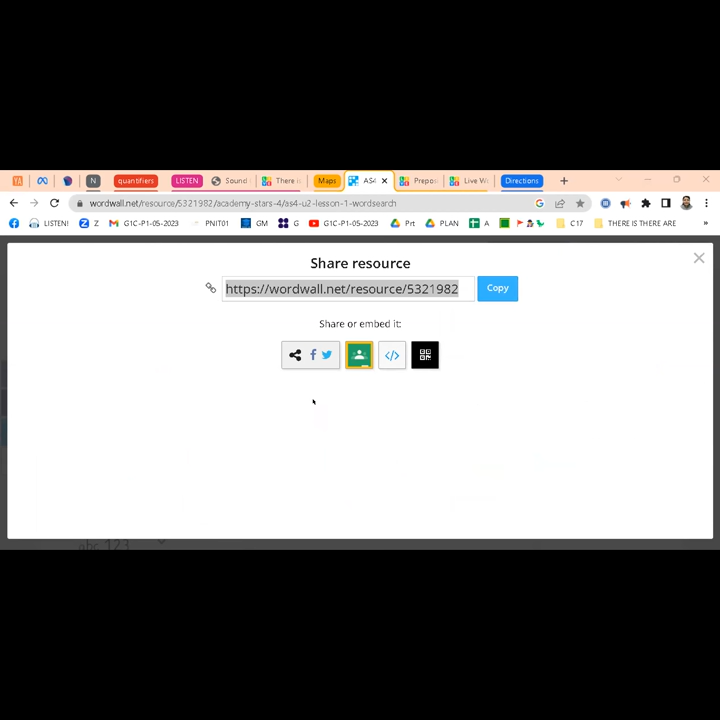 N quantifiers LISTEN Sound There is Maps AS4 Prepos Live W Directions
wordwall.net/resource/5321982/academy-stars-4/as4-u2-lesson-1-wordsearch
LISTEN! Z G1C-P1-05-2023 PNIT01 GM G G1C-P1-05-2023 Prt PLAN A C17 THERE IS THERE ARE
Share resource
https://wordwall.net/resource/5321982 Copy
Share or embed it:
abc 123